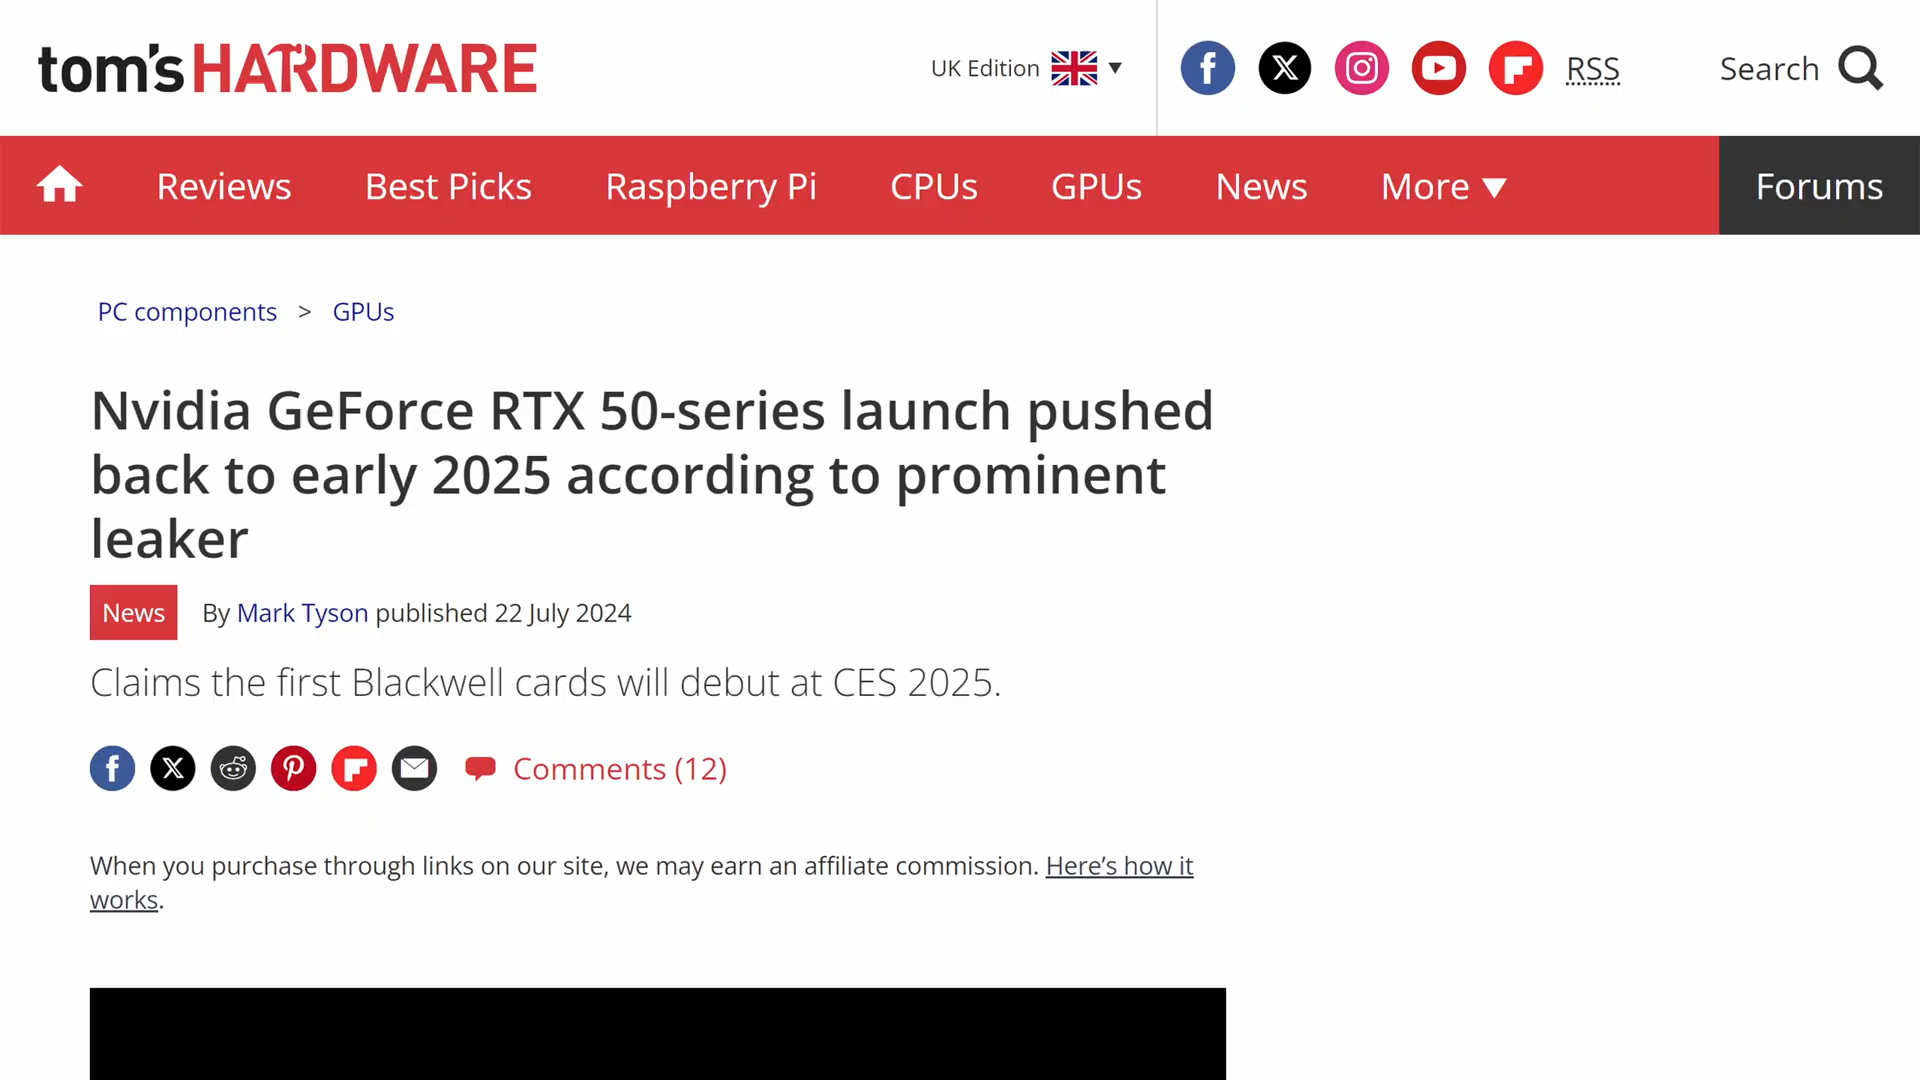 tom's HARDWARE
UK Edition
RSS
Search
Reviews
Best Picks
Raspberry Pi
CPUs
GPUs
News
More
Forums
PC components > GPUs
Nvidia GeForce RTX 50-series launch pushed
back to early 2025 according to prominent
leaker
News
By Mark Tyson published 22 July 2024
Claims the first Blackwell cards will debut at CES 2025.
Comments (12)
When you purchase through links on our site, we may earn an affiliate commission. Here’s how it
works.